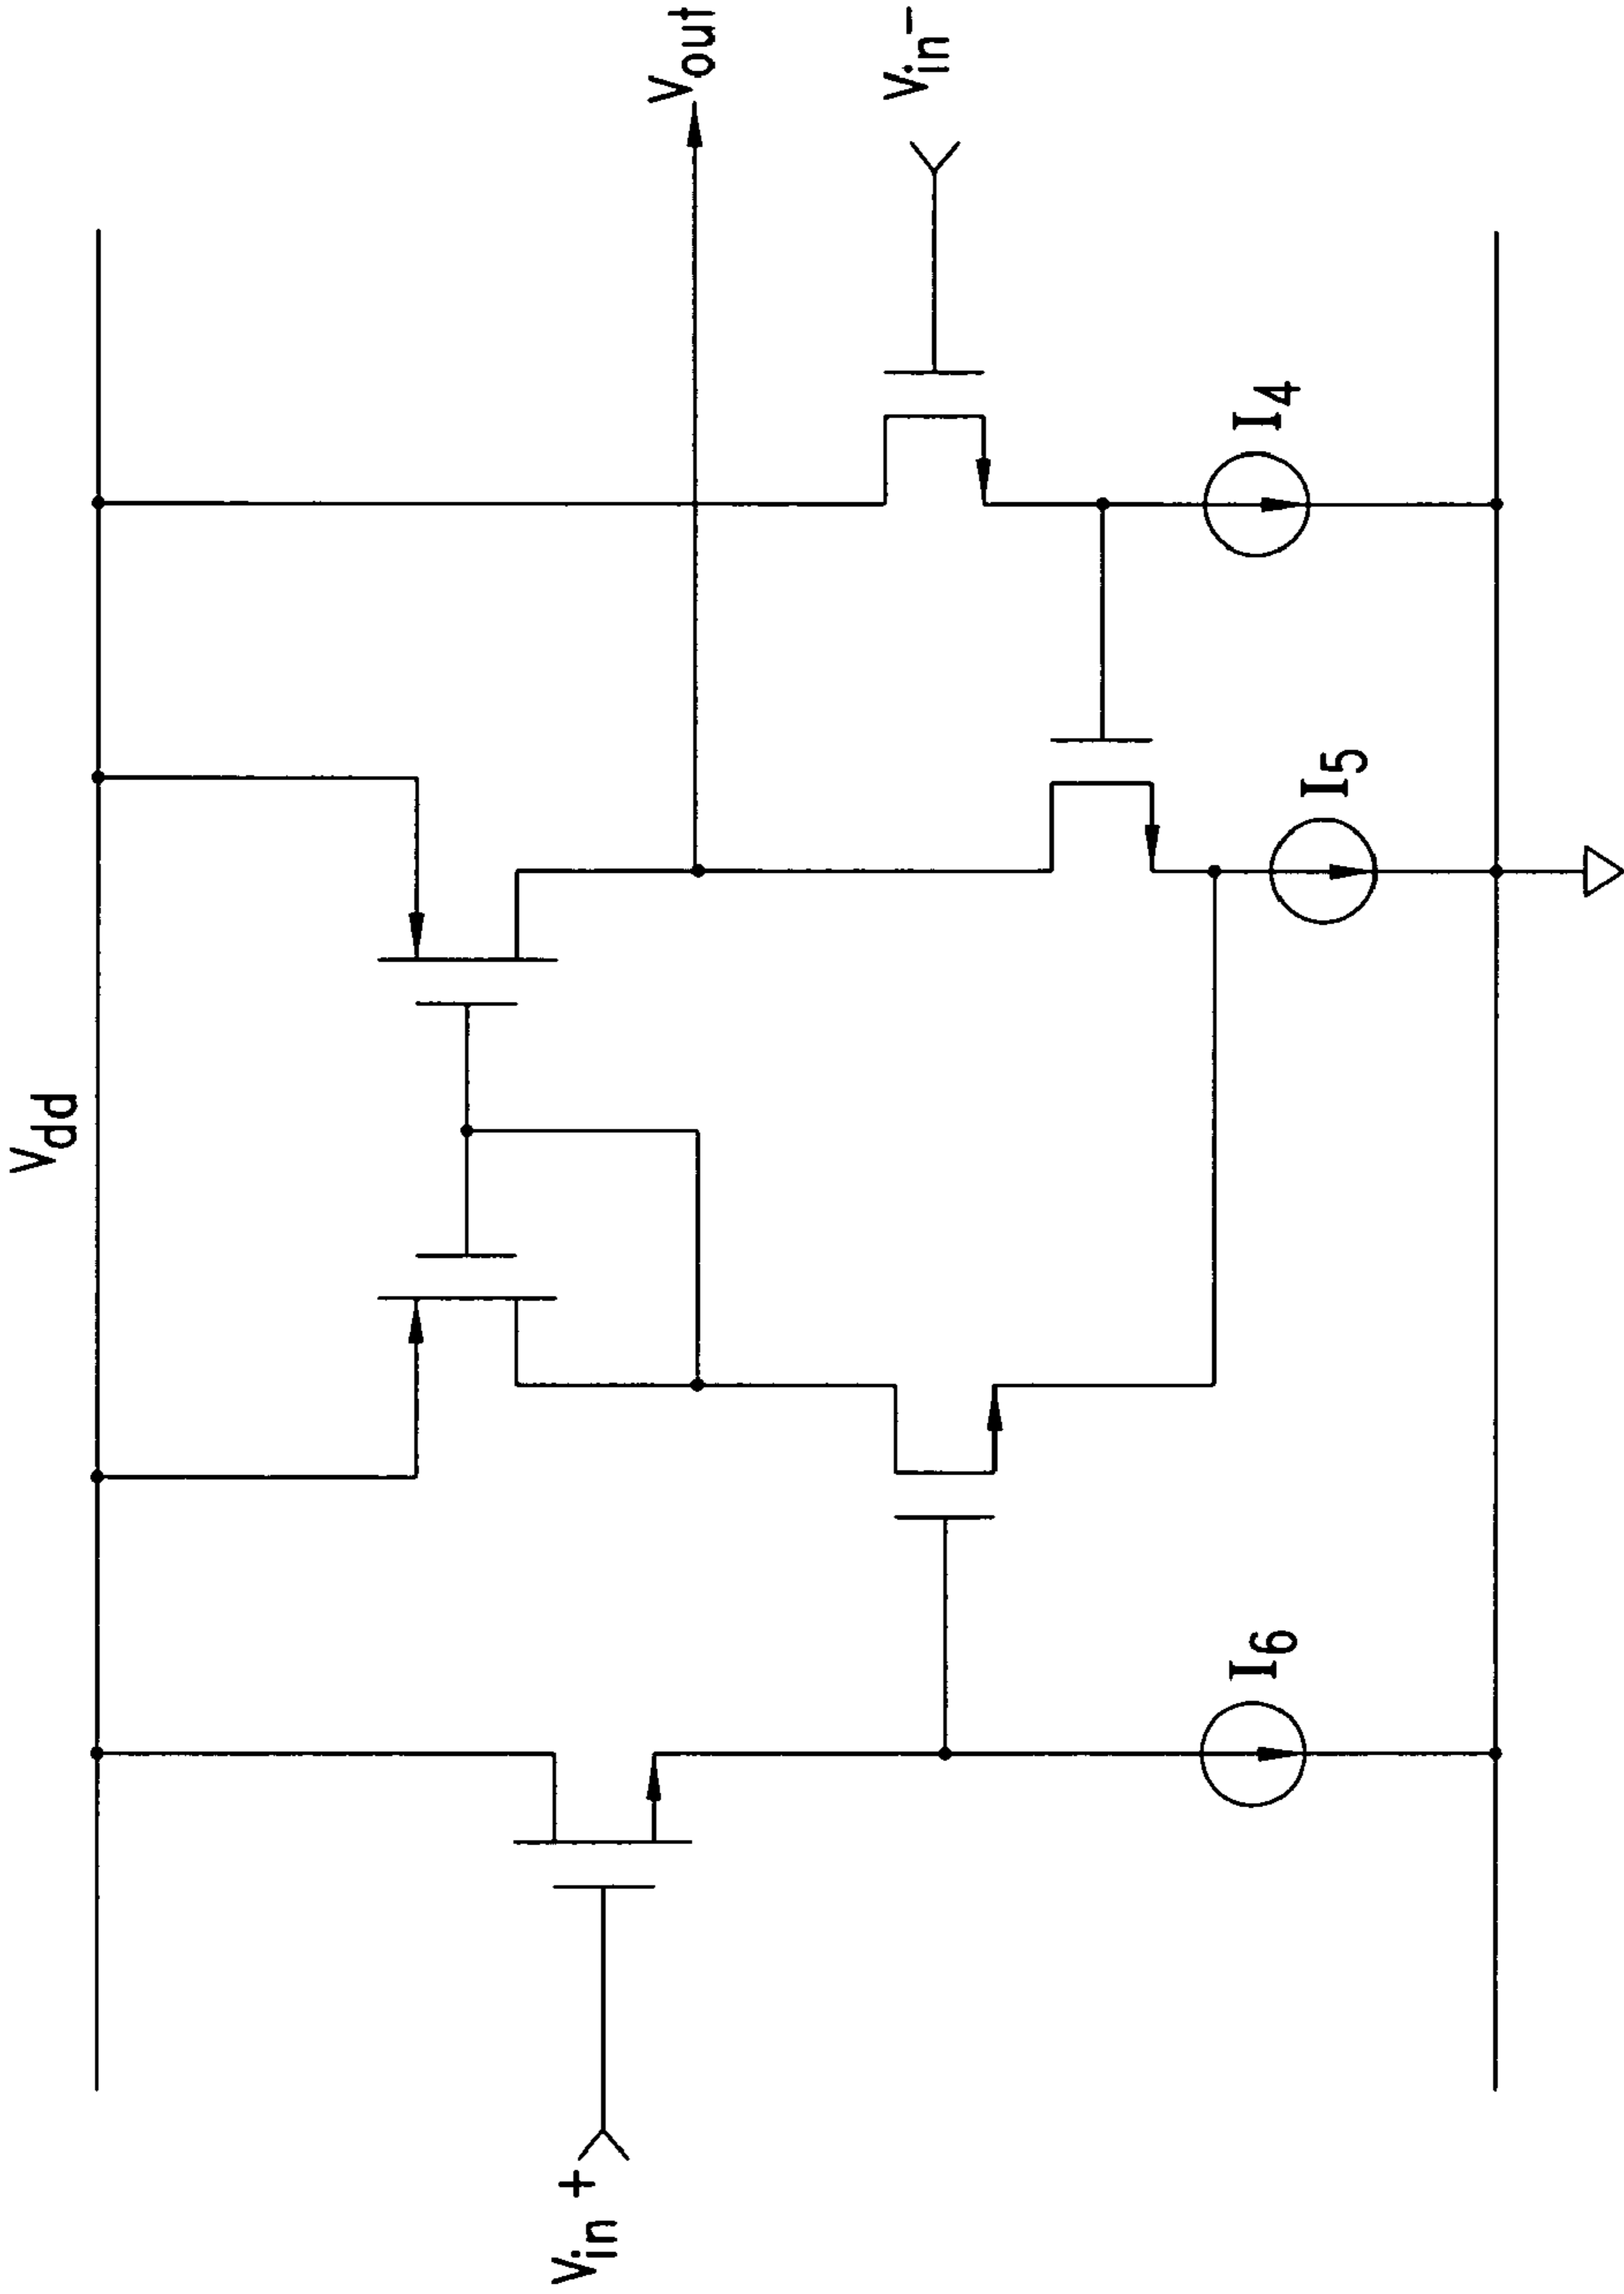 V_dd
V_out
V_in-
V_in +
I_4
I_5
I_6